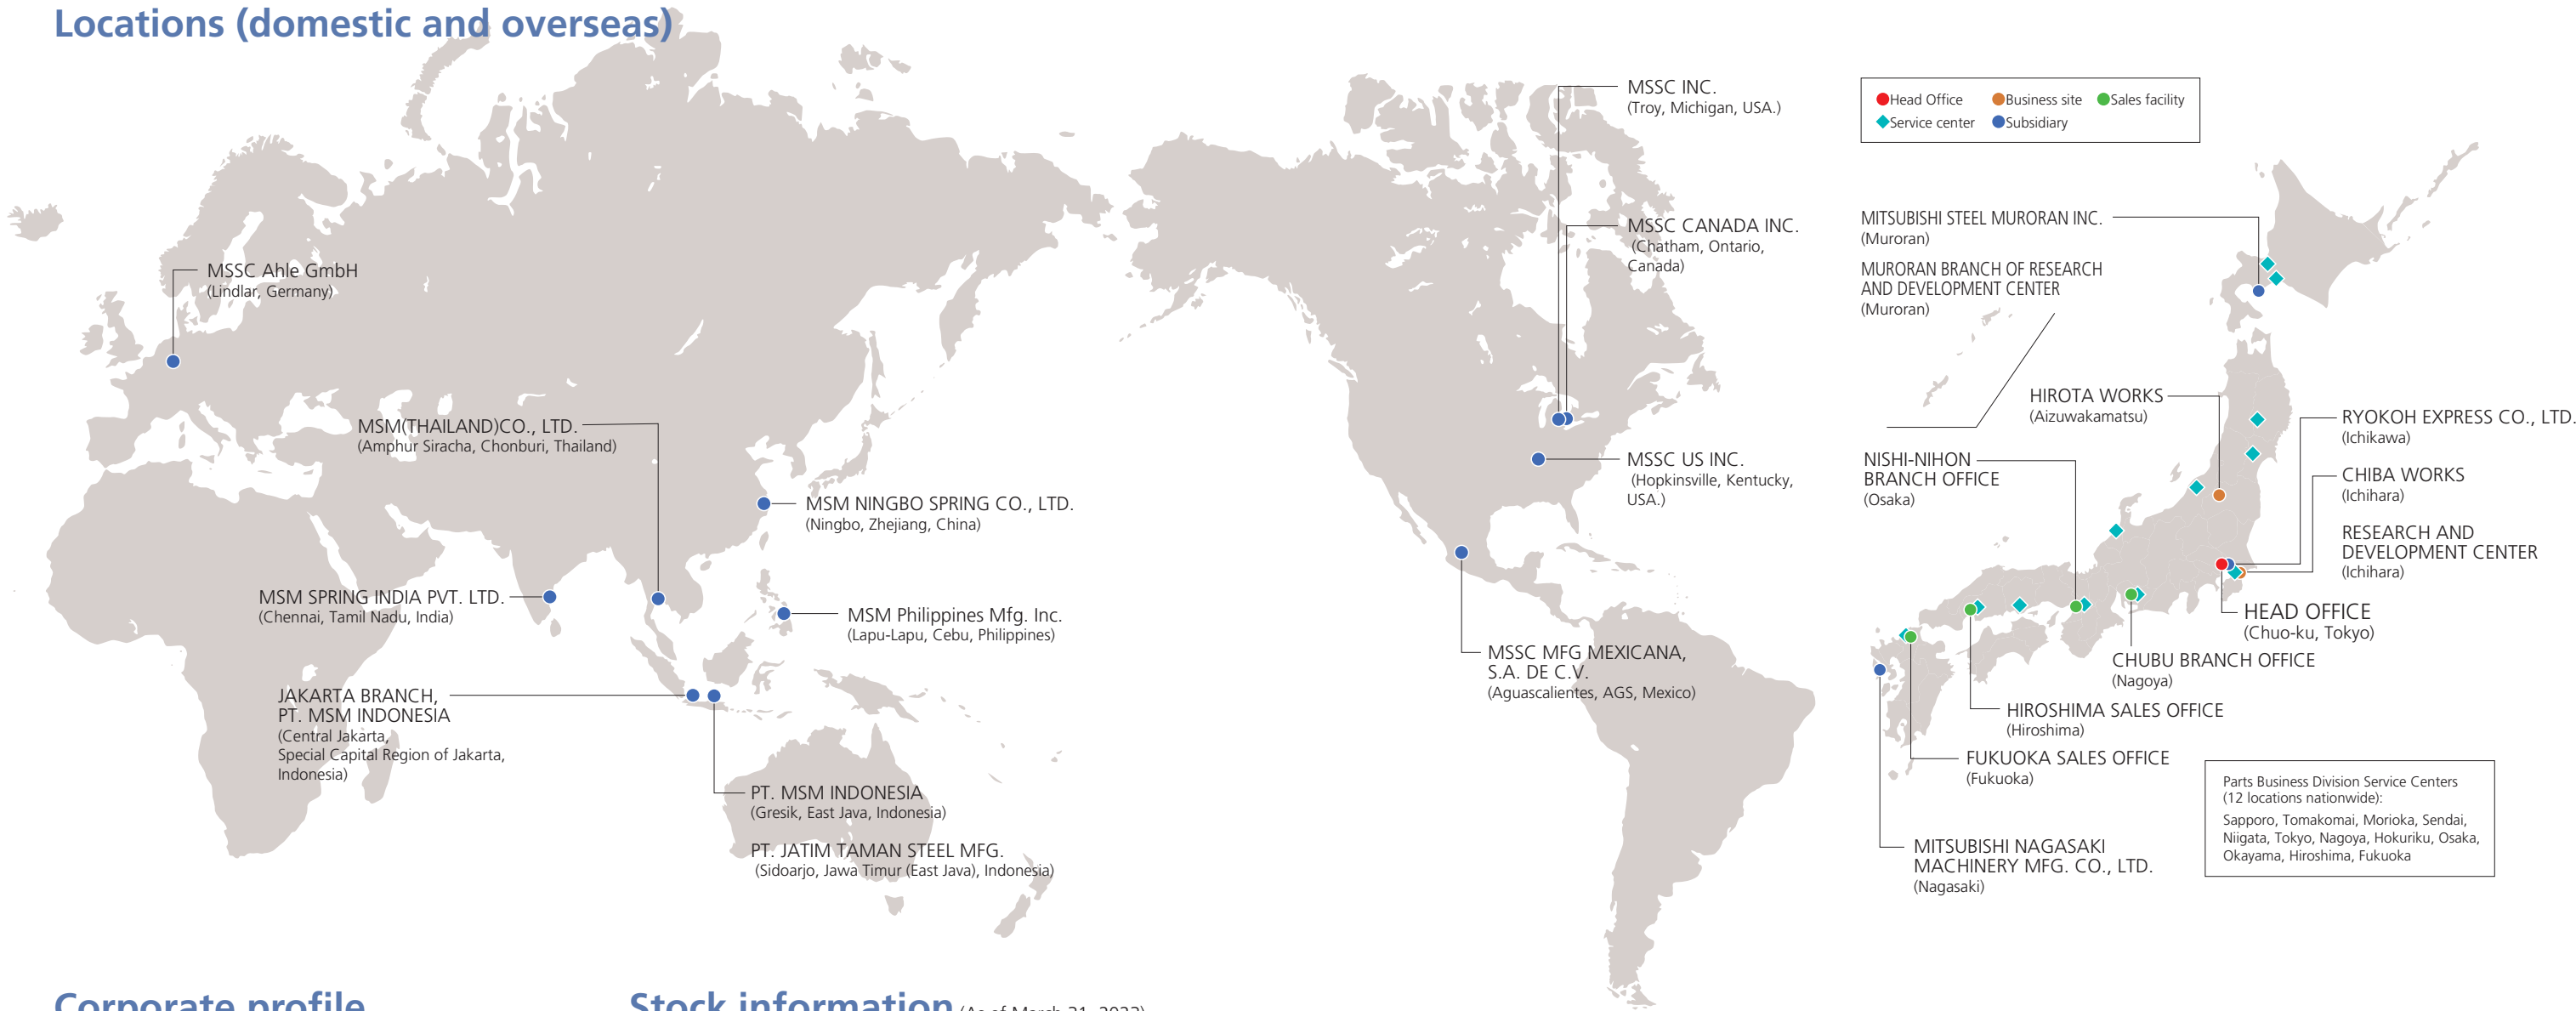 Locations (domestic and overseas)
MSSC Ahle GmbH
(Lindlar, Germany)
MSM(THAILAND)CO., LTD.
(Amphur Siracha, Chonburi, Thailand)
MSM NINGBO SPRING CO., LTD.
(Ningbo, Zhejiang, China)
MSM SPRING INDIA PVT. LTD.
(Chennai, Tamil Nadu, India)
MSM Philippines Mfg. Inc.
(Lapu-Lapu, Cebu, Philippines)
JAKARTA BRANCH,
PT. MSM INDONESIA
(Central Jakarta,
Special Capital Region of Jakarta,
Indonesia)
PT. MSM INDONESIA
(Gresik, East Java, Indonesia)
PT. JATIM TAMAN STEEL MFG.
(Sidoarjo, Jawa Timur (East Java), Indonesia)
MSSC INC.
(Troy, Michigan, USA.)
MSSC CANADA INC.
(Chatham, Ontario,
Canada)
MSSC US INC.
(Hopkinsville, Kentucky,
USA.)
MSSC MFG MEXICANA,
S.A. DE C.V.
(Aguascalientes, AGS, Mexico)
Head Office Business site Sales facility
Service center Subsidiary
MITSUBISHI STEEL MURORAN INC.
(Muroran)
MURORAN BRANCH OF RESEARCH
AND DEVELOPMENT CENTER
(Muroran)
HIROTA WORKS
(Aizuwakamatsu)
NISHI-NIHON
BRANCH OFFICE
(Osaka)
RYOKOH EXPRESS CO., LTD.
(Ichikawa)
CHIBA WORKS
(Ichihara)
RESEARCH AND
DEVELOPMENT CENTER
(Ichihara)
HEAD OFFICE
(Chuo-ku, Tokyo)
CHUBU BRANCH OFFICE
(Nagoya)
HIROSHIMA SALES OFFICE
(Hiroshima)
FUKUOKA SALES OFFICE
(Fukuoka)
MITSUBISHI NAGASAKI
MACHINERY MFG. CO., LTD.
(Nagasaki)
Parts Business Division Service Centers
(12 locations nationwide):
Sapporo, Tomakomai, Morioka, Sendai,
Niigata, Tokyo, Nagoya, Hokuriku, Osaka,
Okayama, Hiroshima, Fukuoka
Corporate profile
Stock information (As of March 31, 2023)